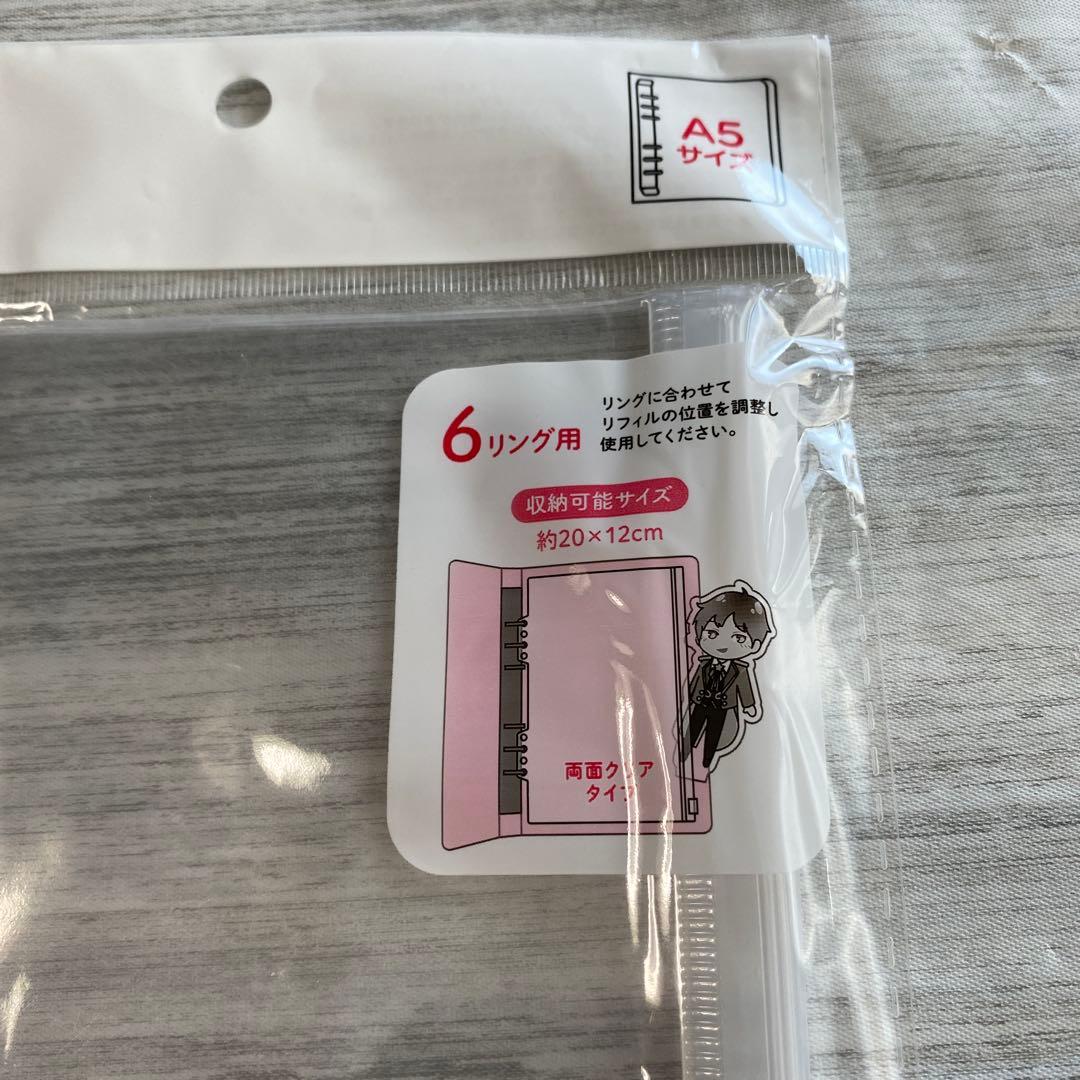 A5
サイズ
6リング用
リングに合わせて
リフィルの位置を調整し
使用してください。
収納可能サイズ
約20×12cm
両面クリア
タイプ